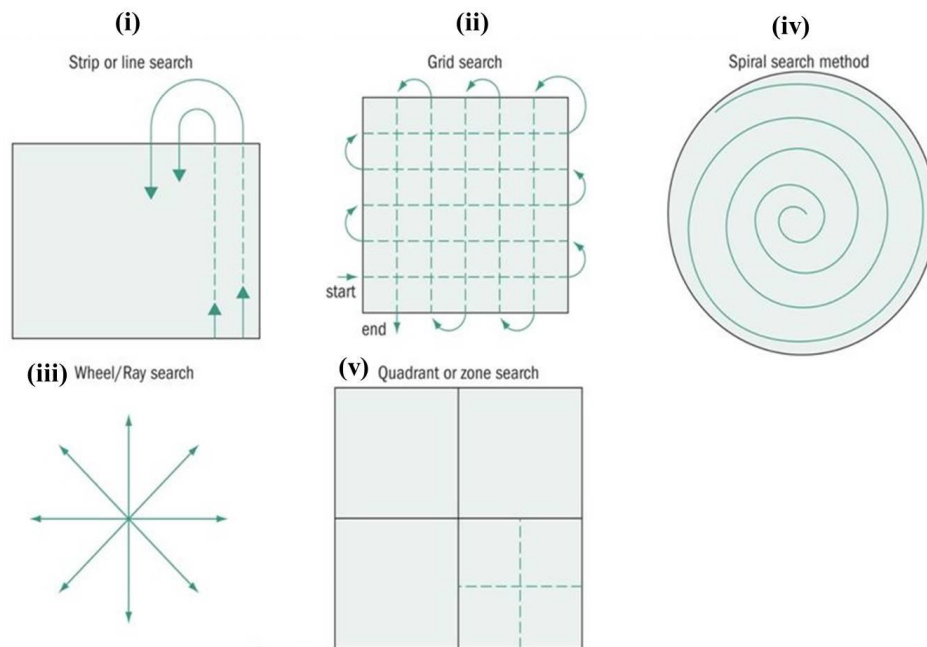 (i)
Strip or line search
(ii)
Grid search
start
end
(iv)
Spiral search method
(iii) Wheel/Ray search
(v) Quadrant or zone search